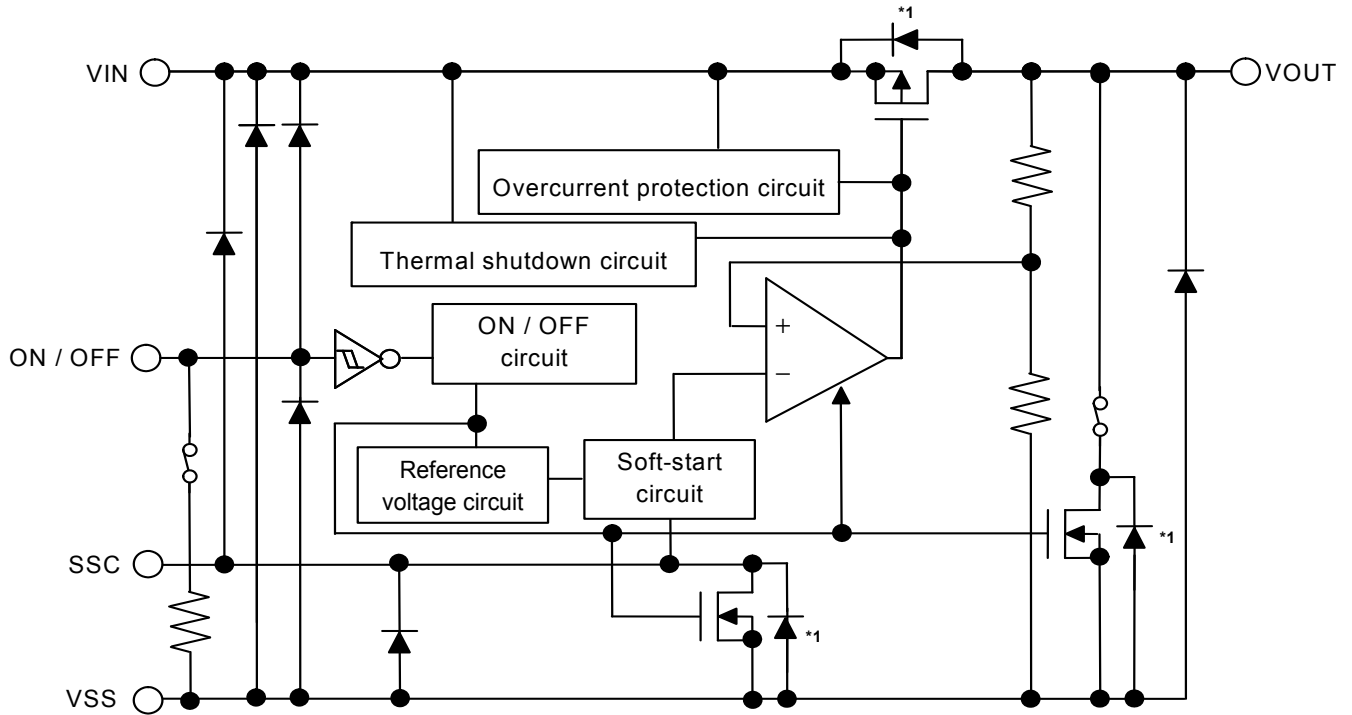 *1
VIN
VOUT
Overcurrent protection circuit
Thermal shutdown circuit
ON / OFF
circuit
+
−
ON / OFF
Reference
voltage circuit
Soft-start
circuit
*1
SSC
*1
VSS